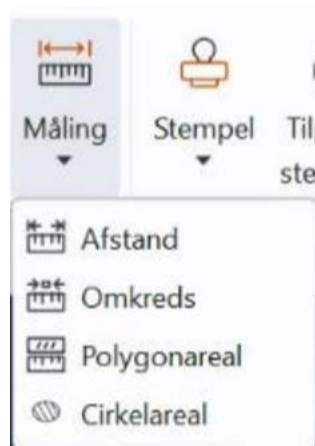 Måling
Stempel
Afstand
Omkreds
Polygonareal
Cirkelareal